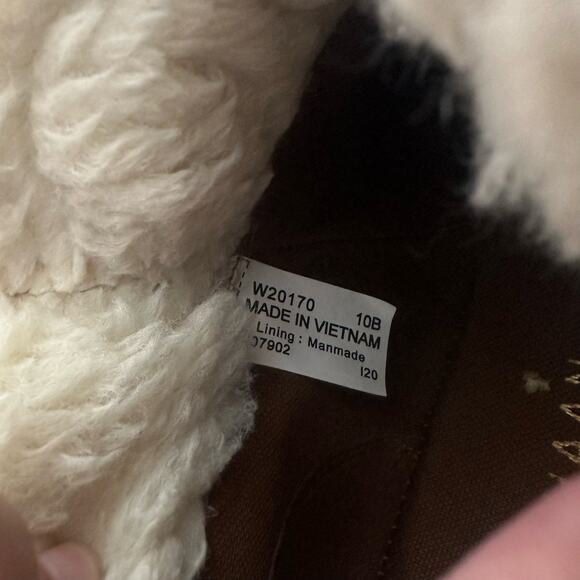 W20170 10B
MADE IN VIETNAM
Lining : Manmade
07902 I20